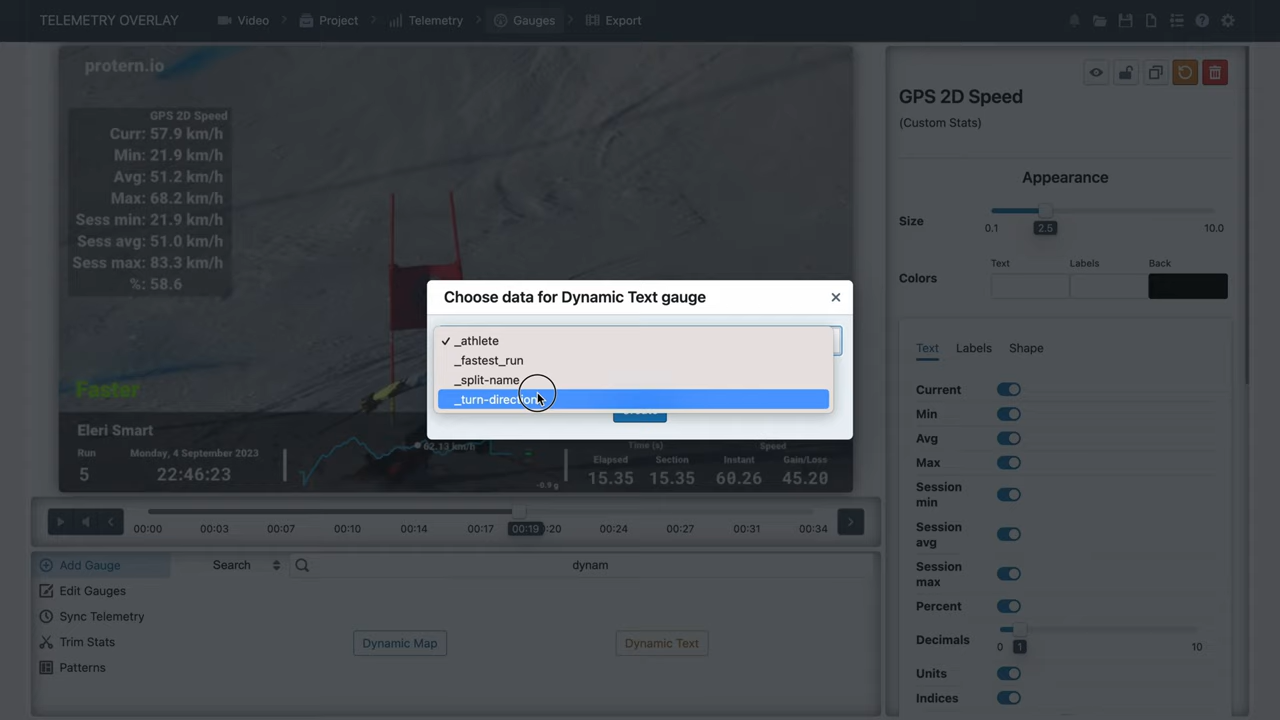 TELEMETRY OVERLAY
Video
Project
Telemetry
Gauges
Export
protern.io
GPS 2D Speed
Curr: 57.9 km/h
Min: 21.9 km/h
Avg: 51.2 km/h
Max: 68.2 km/h
Sess min: 21.9 km/h
Sess avg: 51.0 km/h
Sess max: 83.3 km/h
%: 58.6
Faster
Eleri Smart
Run Monday, 4 September 2023
5 22:46:23
02.13 km/h
-0.9 g
Time (s) Speed
Elapsed Section Instant Gain/Loss
15.35 15.35 60.26 45.20
Choose data for Dynamic Text gauge
✓ _athlete
_fastest_run
_split-name
_turn-direction
00:00 00:03 00:07 00:10 00:14 00:17 00:19 :20 00:24 00:27 00:31 00:34
Add Gauge
Search
dynam
Edit Gauges
Sync Telemetry
Trim Stats
Patterns
Dynamic Map
Dynamic Text
GPS 2D Speed
(Custom Stats)
Appearance
Size
0.1 2.5 10.0
Text Labels Back
Colors
Text Labels Shape
Current
Min
Avg
Max
Session
min
Session
avg
Session
max
Percent
Decimals
0 1 10
Units
Indices